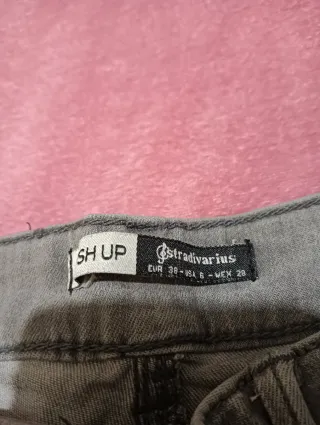 SH UP
Stradivarius
EUR 38 - USA 6 - MEX 28